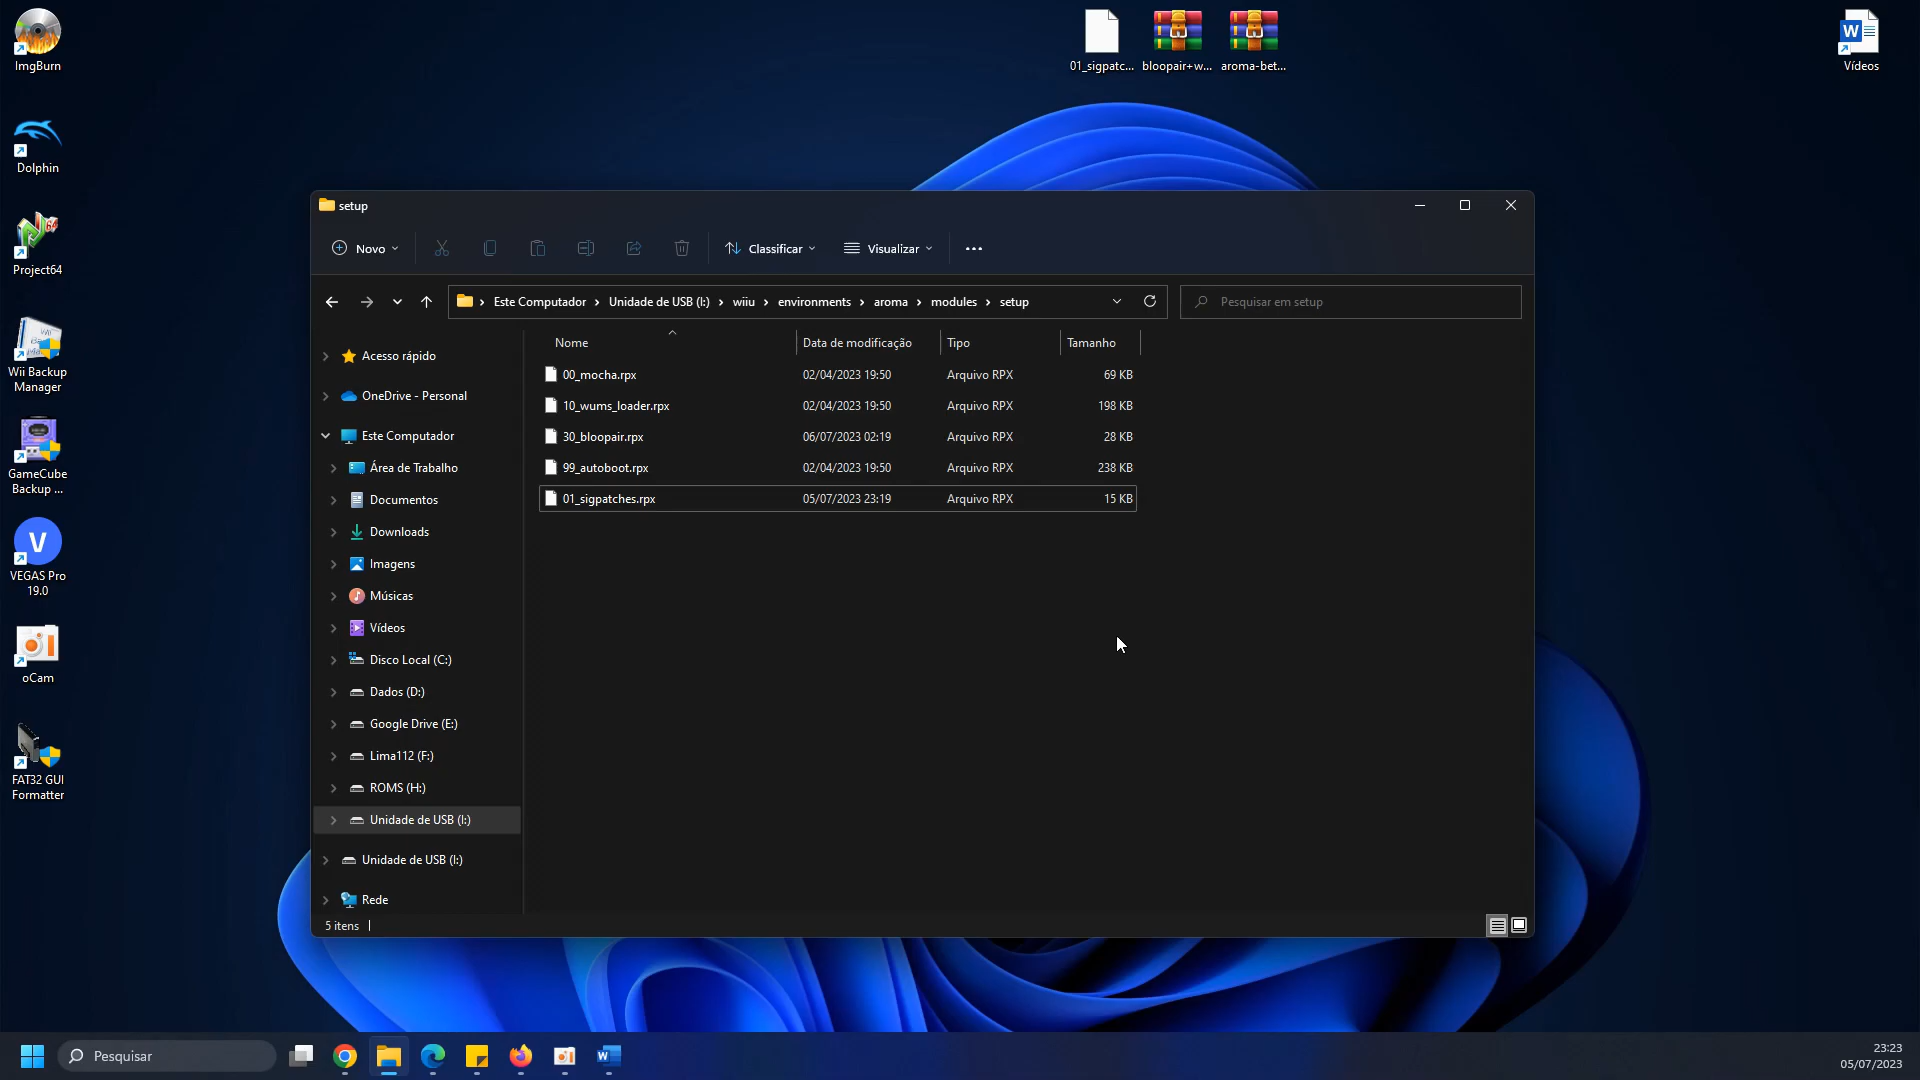 ImgBurn
Dolphin
Project64
Wii Backup
Manager
GameCube
Backup ...
V
VEGAS Pro
19.0
oCam
FAT32 GUI
Formatter
01_sigpatc...
bloopair+w...
aroma-bet...
Vídeos
setup
Novo
Classificar
Visualizar
Este Computador
Unidade de USB (I:)
wiiu
environments
aroma
modules
setup
Pesquisar em setup
Acesso rápido
OneDrive - Personal
Este Computador
Área de Trabalho
Documentos
Downloads
Imagens
Músicas
Vídeos
Disco Local (C:)
Dados (D:)
Google Drive (E:)
Lima112 (F:)
ROMS (H:)
Unidade de USB (I:)
Unidade de USB (I:)
Rede
Nome Data de modificação Tipo Tamanho
00_mocha.rpx 02/04/2023 19:50 Arquivo RPX 69 KB
10_wums_loader.rpx 02/04/2023 19:50 Arquivo RPX 198 KB
30_bloopair.rpx 06/07/2023 02:19 Arquivo RPX 28 KB
99_autoboot.rpx 02/04/2023 19:50 Arquivo RPX 238 KB
01_sigpatches.rpx 05/07/2023 23:19 Arquivo RPX 15 KB
5 itens
Pesquisar
23:23
05/07/2023